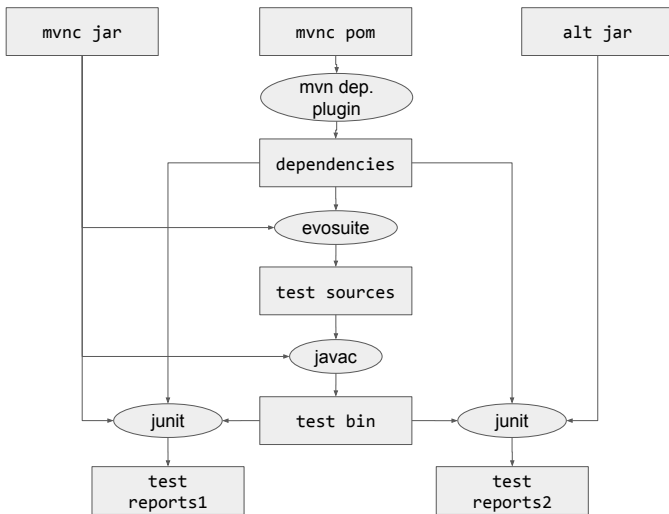 mvnc jar
mvnc pom
alt jar
mvn dep.
plugin
dependencies
evosuite
test sources
javac
junit
test bin
junit
test
reports1
test
reports2